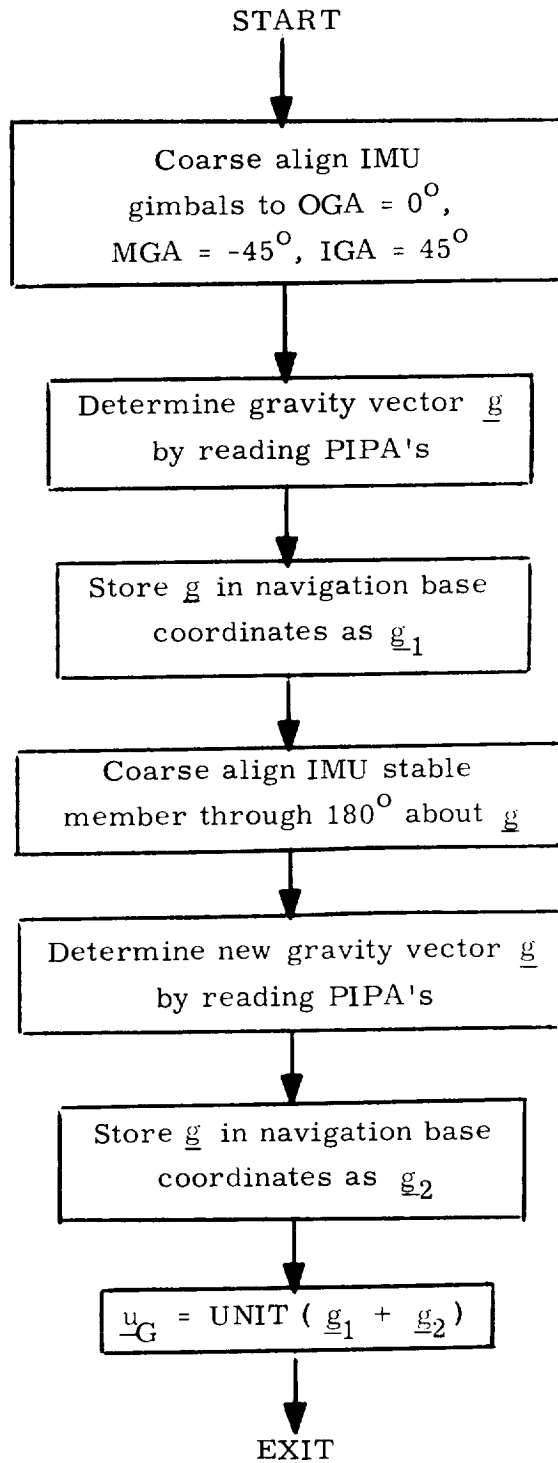 START
Coarse align IMU
gimbals to OGA = 0°,
MGA = -45°, IGA = 45°
Determine gravity vector g
by reading PIPA's
Store g in navigation base
coordinates as g₁
Coarse align IMU stable
member through 180° about g
Determine new gravity vector g
by reading PIPA's
Store g in navigation base
coordinates as g₂
u_G = UNIT ( g₁ + g₂ )
EXIT